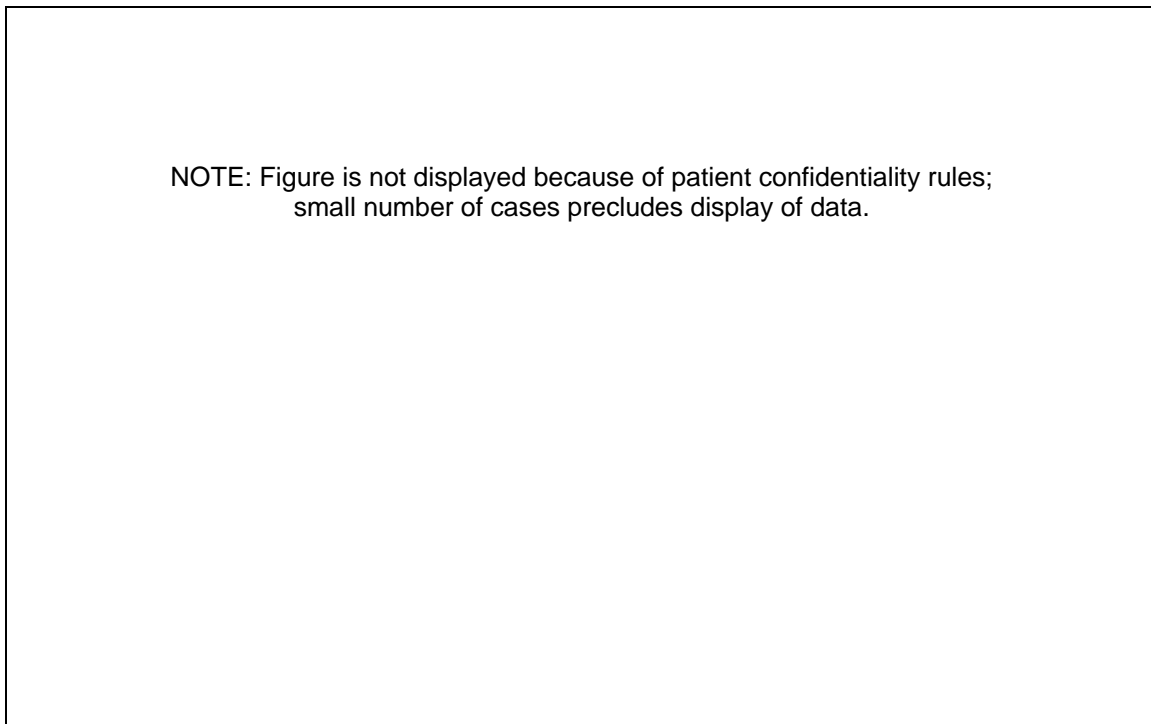 NOTE: Figure is not displayed because of patient confidentiality rules;
small number of cases precludes display of data.